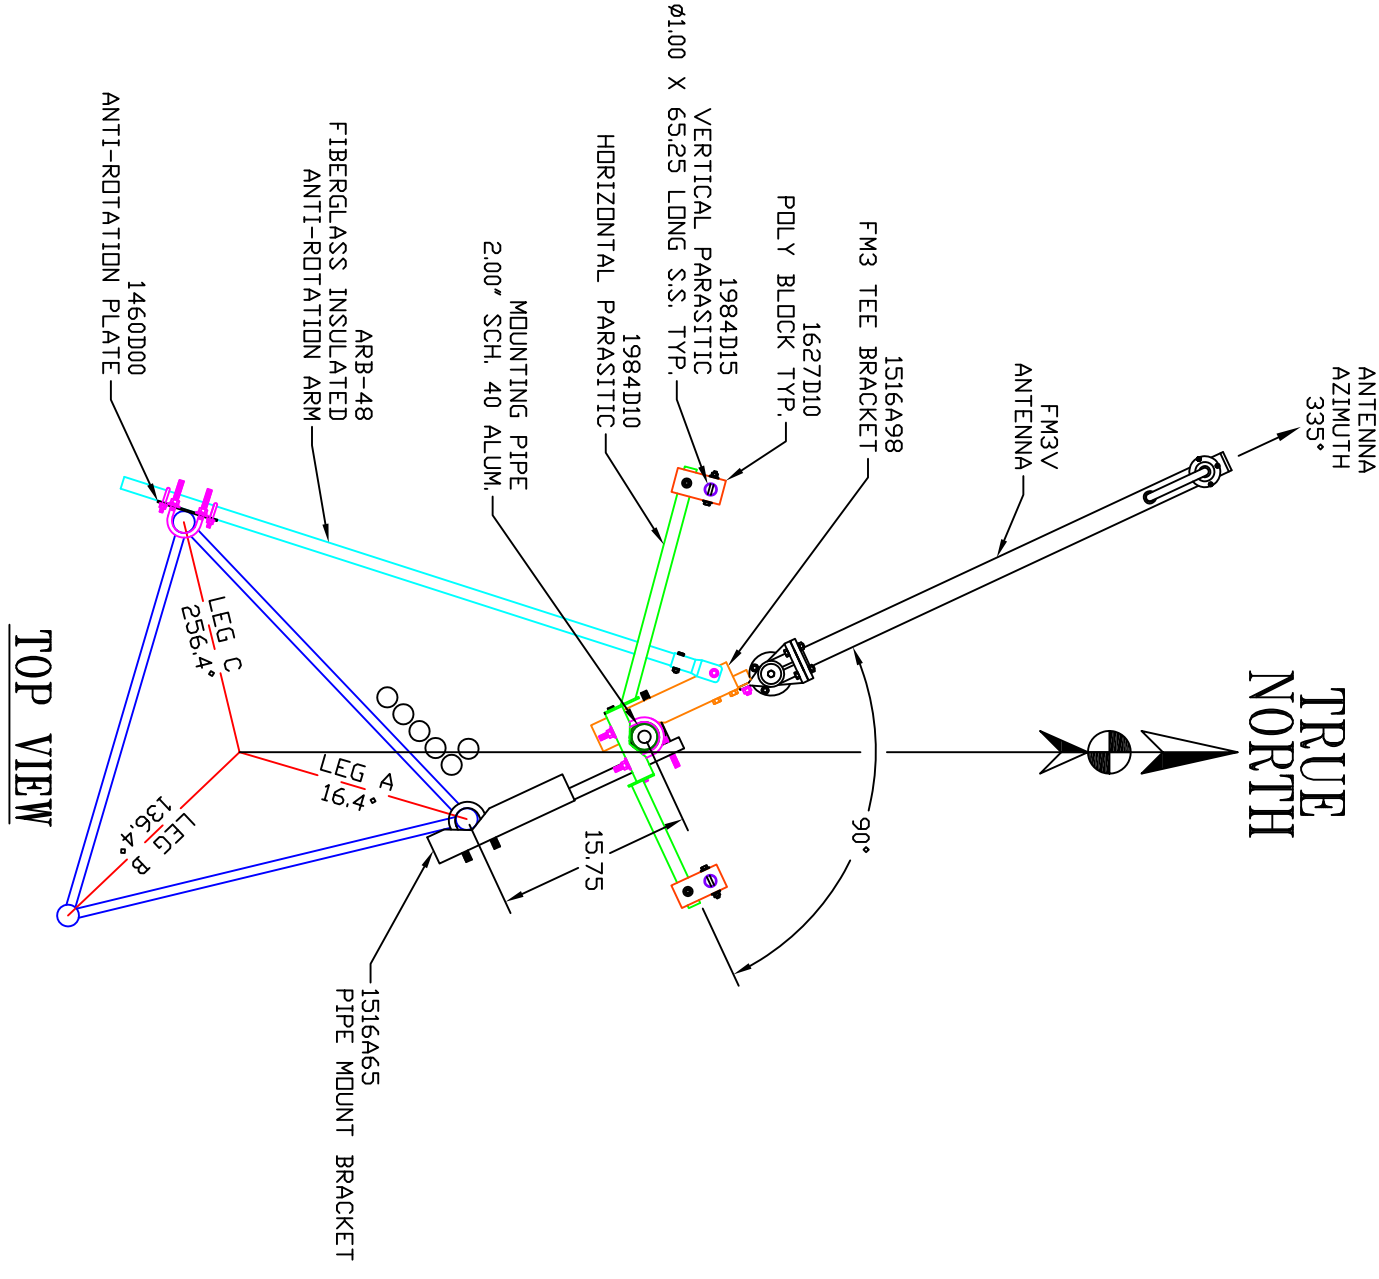 ANTENNA
AZIMUTH
335°
TRUE
NORTH
FM3V
ANTENNA
1516A98
FM3 TEE BRACKET
1627D10
POLY BLOCK TYP.
1984D15
VERTICAL PARASITIC
Ø1.00 X 65.25 LONG S.S. TYP.
1984D10
HORIZONTAL PARASITIC
MOUNTING PIPE
2.00" SCH. 40 ALUM.
ARB-48
FIBERGLASS INSULATED
ANTI-ROTATION ARM
1460D00
ANTI-ROTATION PLATE
90°
15.75
LEG A
16.4°
LEG B
136.4°
LEG C
256.4°
1516A65
PIPE MOUNT BRACKET
TOP VIEW